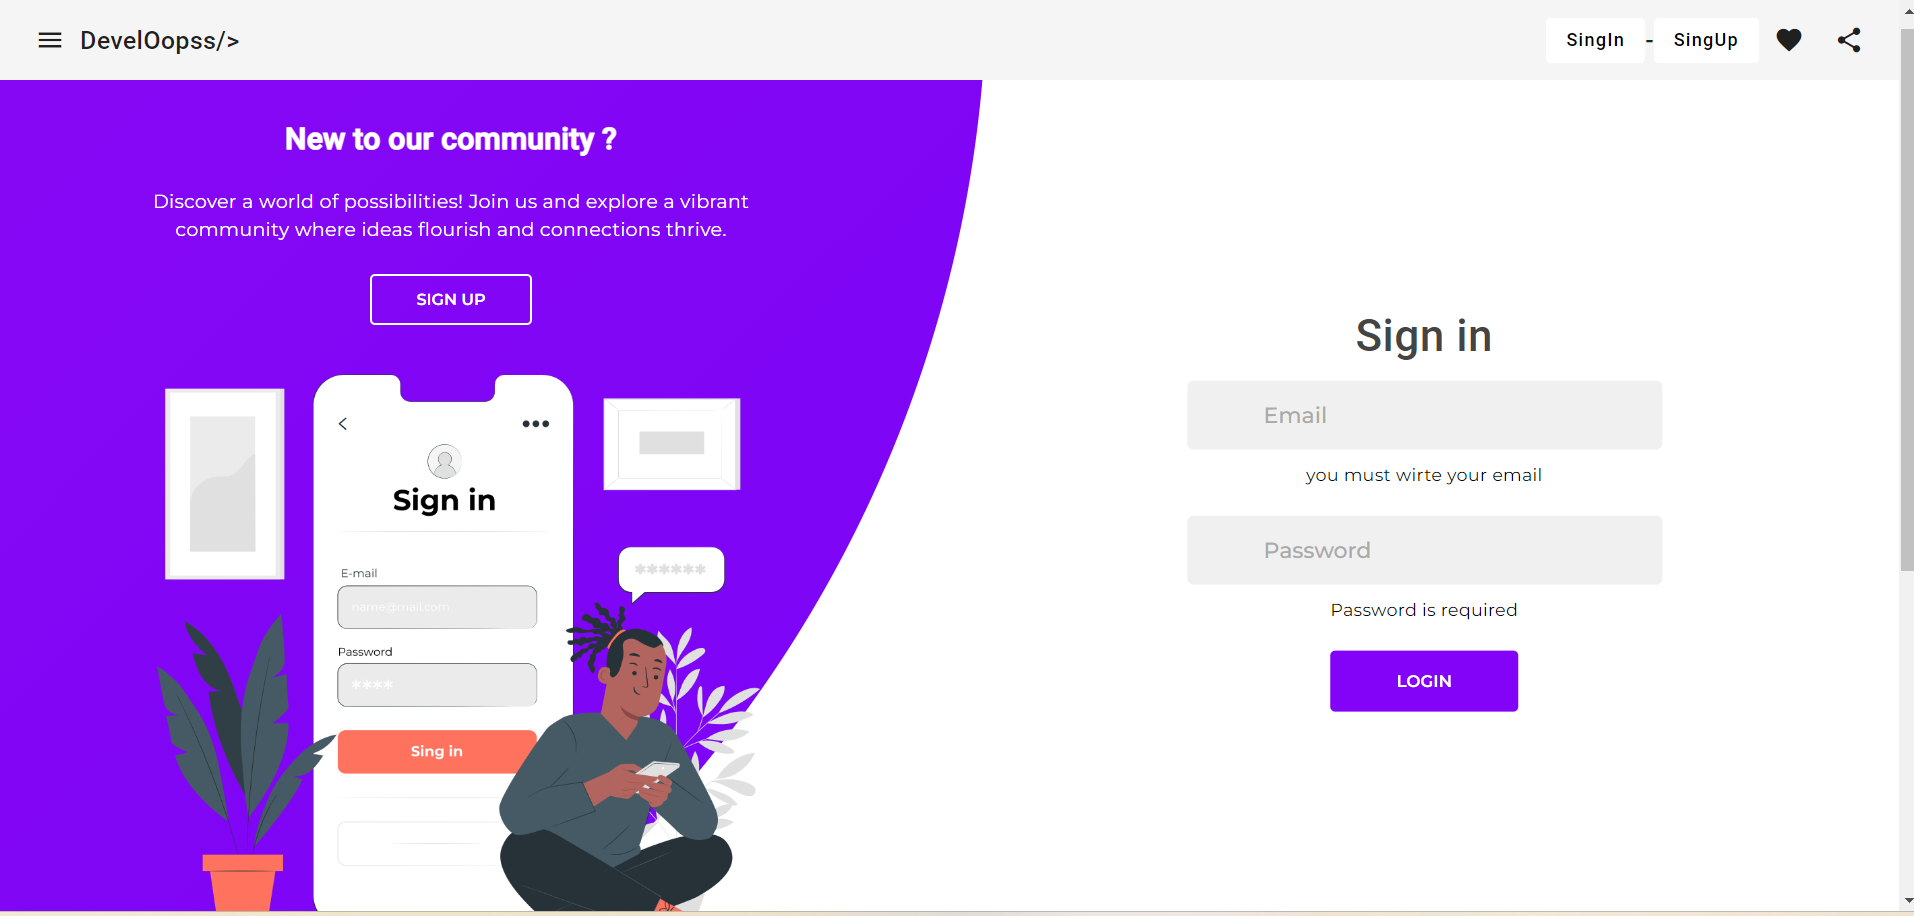 DevelOopss/>
SingIn - SingUp
New to our community ?
Discover a world of possibilities! Join us and explore a vibrant
community where ideas flourish and connections thrive.
SIGN UP
Sign in
E-mail
name@mail.com
Password
****
Sing in
******
Sign in
Email
you must wirte your email
Password
Password is required
LOGIN